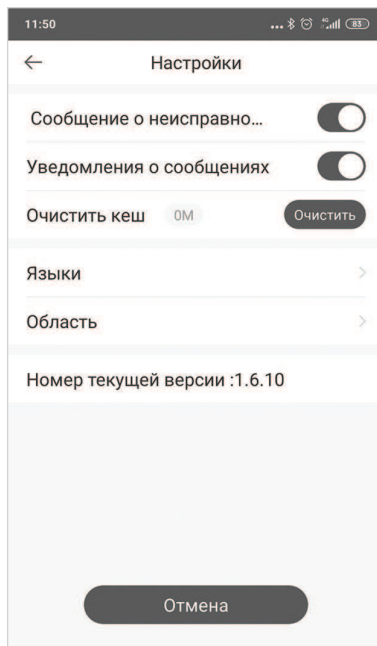 11:50 ... 4G 83
Настройки
Сообщение о неисправно...
Уведомления о сообщениях
Очистить кеш 0M Очистить
Языки
Область
Номер текущей версии :1.6.10
Отмена